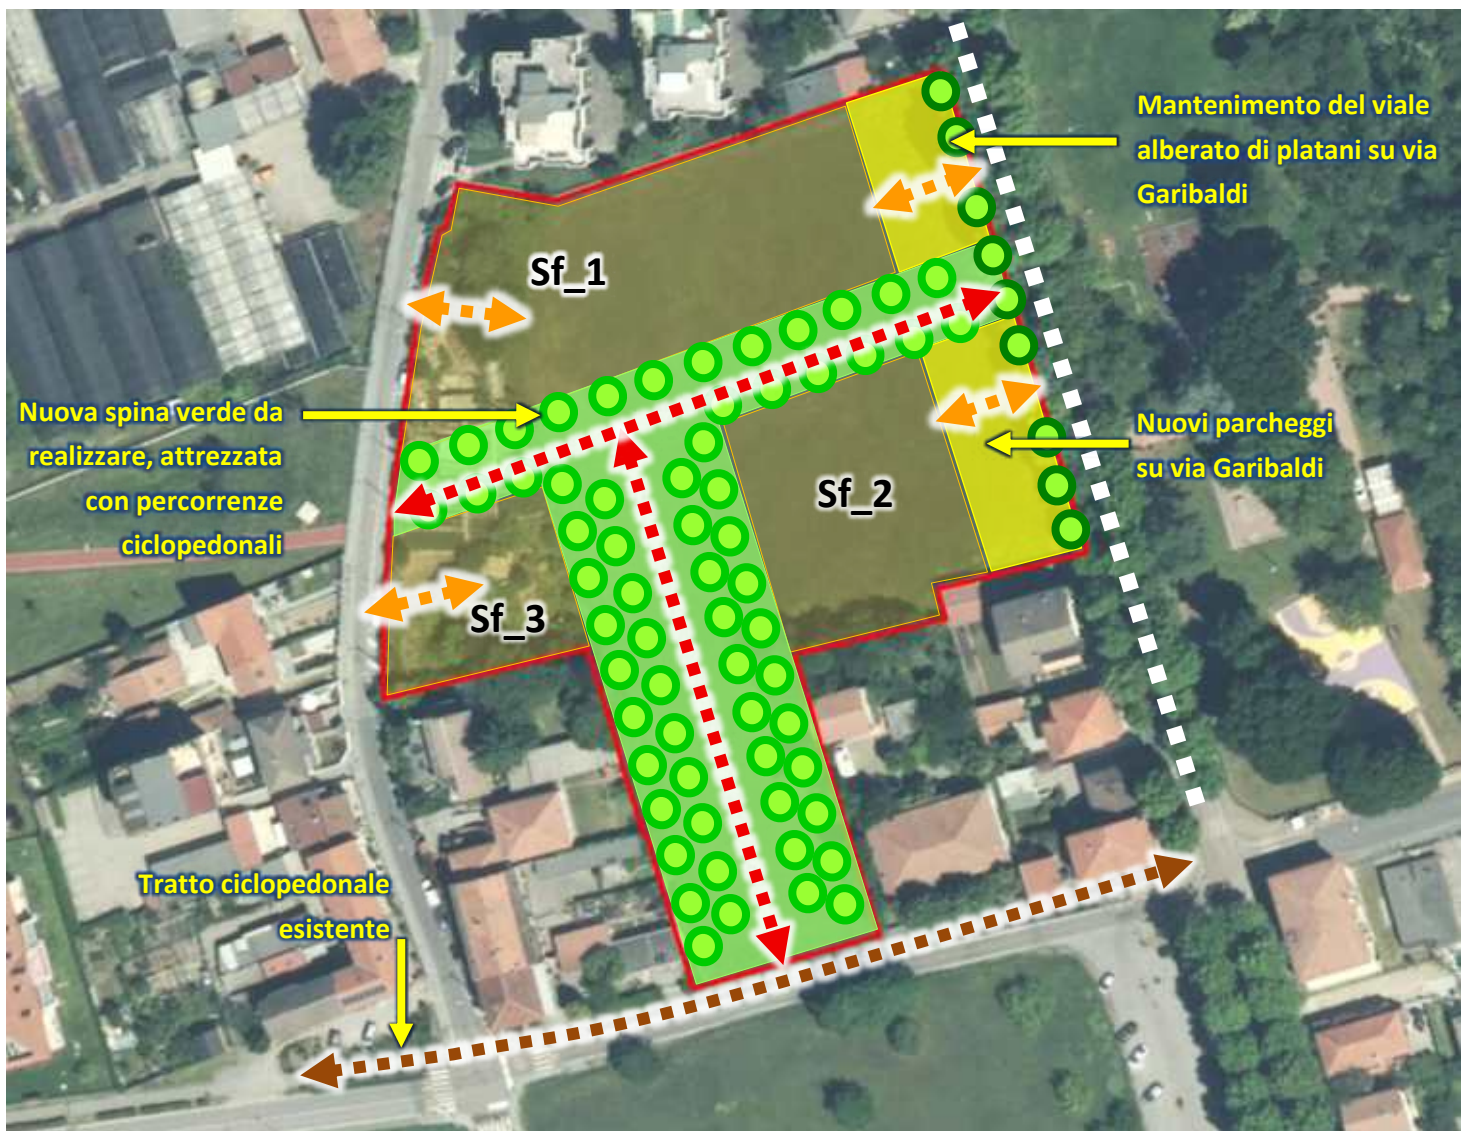 Mantenimento del viale
alberato di platani su via
Garibaldi
Sf_1
Nuova spina verde da
realizzare, attrezzata
con percorrenze
ciclopedonali
Nuovi parcheggi
su via Garibaldi
Sf_2
Sf_3
Tratto ciclopedonale
esistente